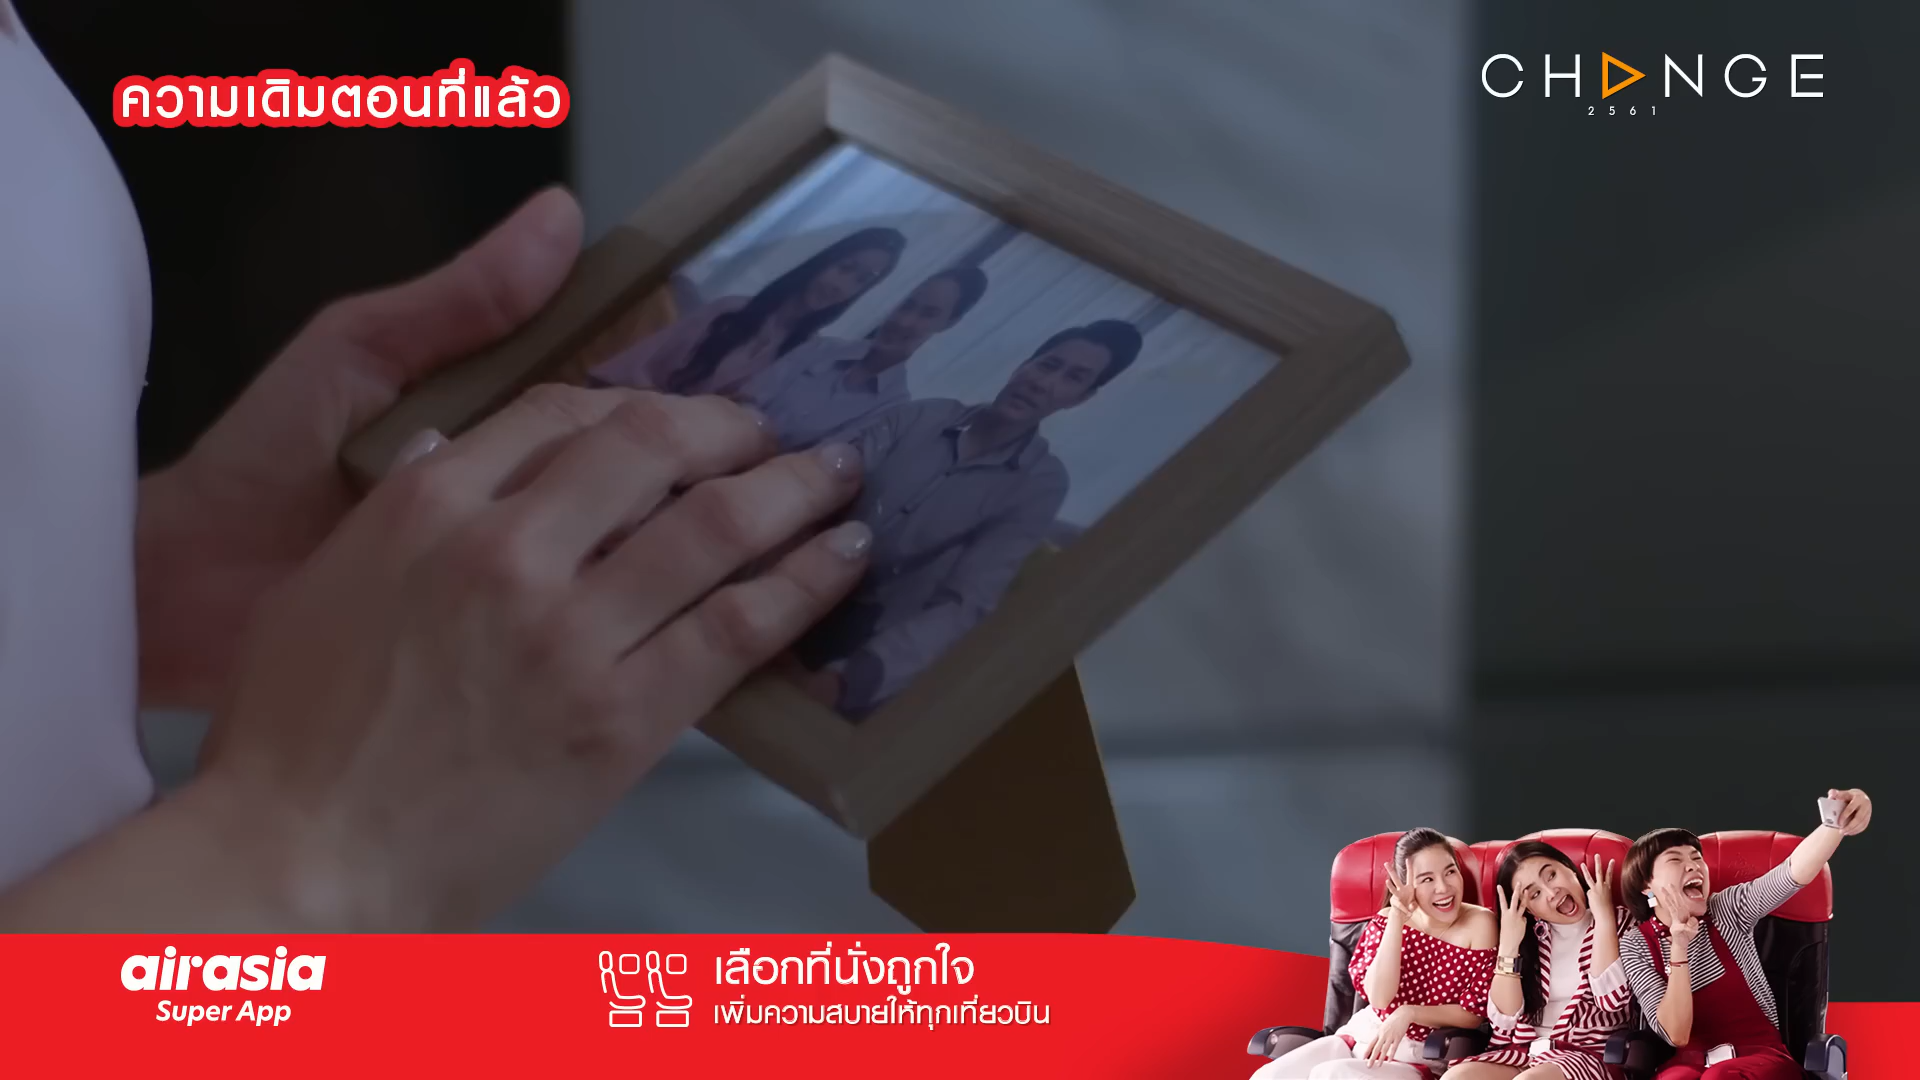 ความเดิมตอนที่แล้ว
CHANGE
2561
airasia
Super App
เลือกที่นั่งถูกใจ
เพิ่มความสบายให้ทุกเที่ยวบิน